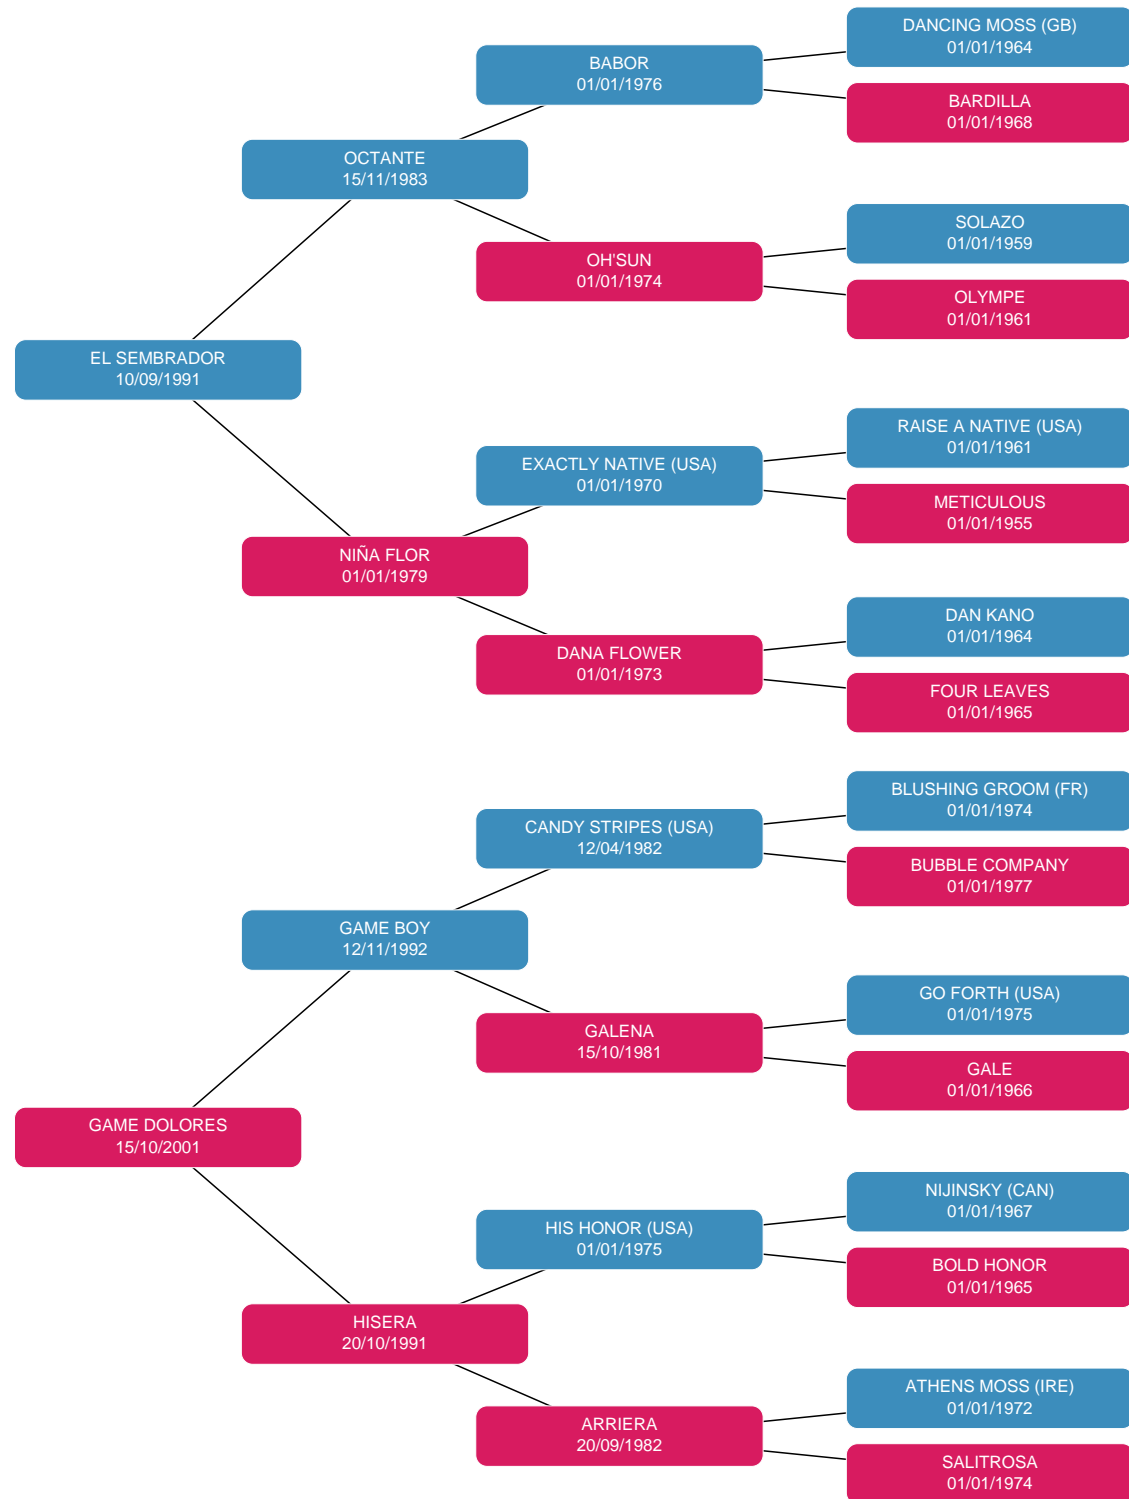 DANCING MOSS (GB)
01/01/1964
BABOR
01/01/1976
BARDILLA
01/01/1968
OCTANTE
15/11/1983
SOLAZO
01/01/1959
OH'SUN
01/01/1974
OLYMPE
01/01/1961
EL SEMBRADOR
10/09/1991
RAISE A NATIVE (USA)
01/01/1961
EXACTLY NATIVE (USA)
01/01/1970
METICULOUS
01/01/1955
NIÑA FLOR
01/01/1979
DAN KANO
01/01/1964
DANA FLOWER
01/01/1973
FOUR LEAVES
01/01/1965
BLUSHING GROOM (FR)
01/01/1974
CANDY STRIPES (USA)
12/04/1982
BUBBLE COMPANY
01/01/1977
GAME BOY
12/11/1992
GO FORTH (USA)
01/01/1975
GALENA
15/10/1981
GALE
01/01/1966
GAME DOLORES
15/10/2001
NIJINSKY (CAN)
01/01/1967
HIS HONOR (USA)
01/01/1975
BOLD HONOR
01/01/1965
HISERA
20/10/1991
ATHENS MOSS (IRE)
01/01/1972
ARRIERA
20/09/1982
SALITROSA
01/01/1974